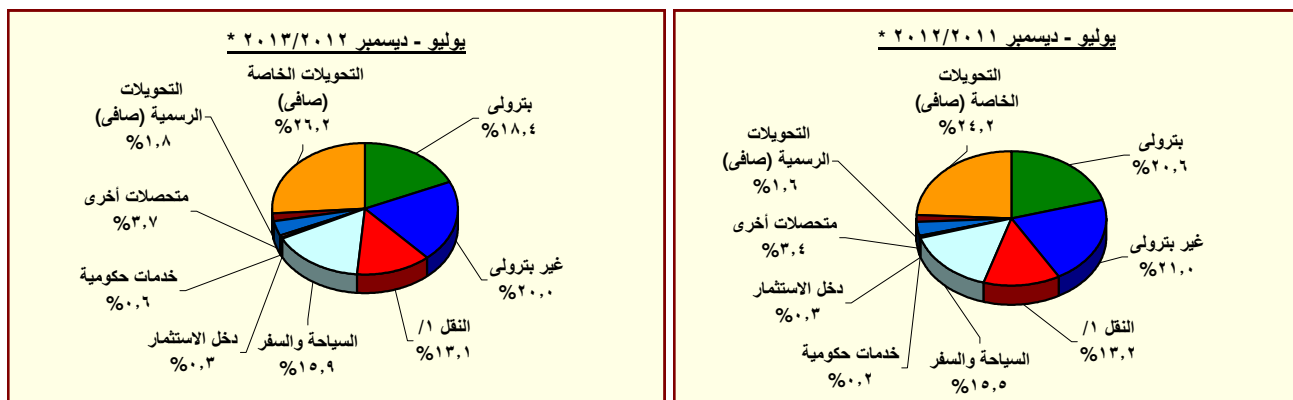 يوليو - ديسمبر ٢٠١٢/٢٠١١ *
التحويلات
الخاصة (صافى)
%٢٤,٢
بترولى
%٢٠,٦
غير بترولى
%٢١,٠
النقل ١/
%١٣,٢
السياحة والسفر
%١٥,٥
خدمات حكومية
%٠,٢
دخل الاستثمار
%٠,٣
متحصلات أخرى
%٣,٤
التحويلات
الرسمية (صافى)
%١,٦
يوليو - ديسمبر ٢٠١٣/٢٠١٢ *
التحويلات الخاصة
(صافى)
%٢٦,٢
بترولى
%١٨,٤
غير بترولى
%٢٠,٠
النقل ١/
%١٣,١
السياحة والسفر
%١٥,٩
دخل الاستثمار
%٠,٣
خدمات حكومية
%٠,٦
متحصلات أخرى
%٣,٧
التحويلات
الرسمية (صافى)
%١,٨